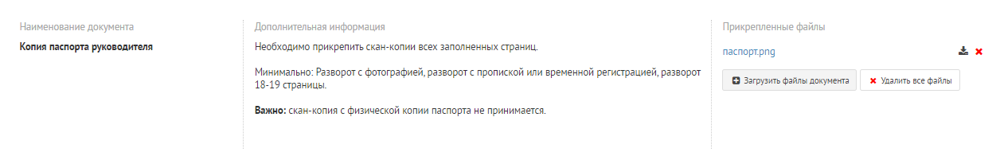 Наименование документа
Дополнительная информация
Прикрепленные файлы
Копия паспорта руководителя
Необходимо прикрепить скан-копии всех заполненных страниц.
паспорт.png
Минимально: Разворот с фотографией, разворот с пропиской или временной регистрацией, разворот
18-19 страницы.
Загрузить файлы документа
Удалить все файлы
Важно: скан-копия с физической копии паспорта не принимается.